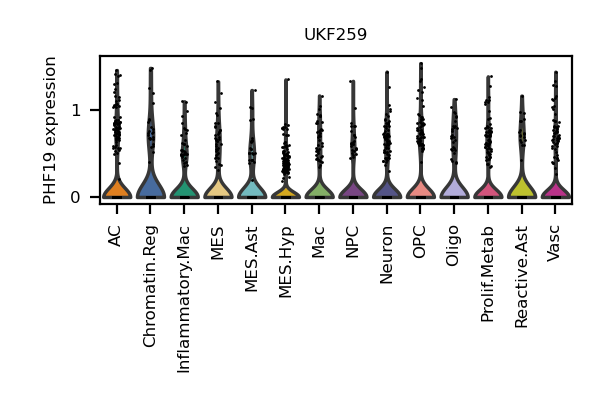 UKF259
PHF19 expression
1
0
AC
Chromatin.Reg
Inflammatory.Mac
MES
MES.Ast
MES.Hyp
Mac
NPC
Neuron
OPC
Oligo
Prolif.Metab
Reactive.Ast
Vasc